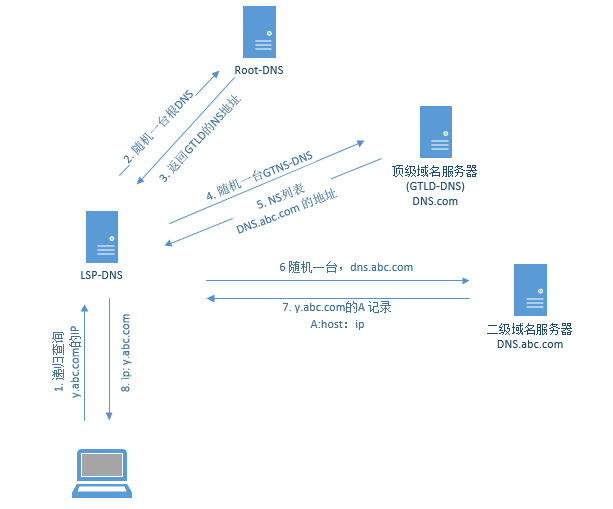 Root-DNS
2. 随机一台根DNS
3. 返回GTLD的NS地址
顶级域名服务器
(GTLD-DNS)
DNS.com
4. 随机一台GTNS-DNS
5. NS列表
DNS.abc.com 的地址
LSP-DNS
6 随机一台，dns.abc.com
7. y.abc.com的A 记录
A:host：ip
二级域名服务器
DNS.abc.com
1. 递归查询
y.abc.com的IP
8. ip: y.abc.com